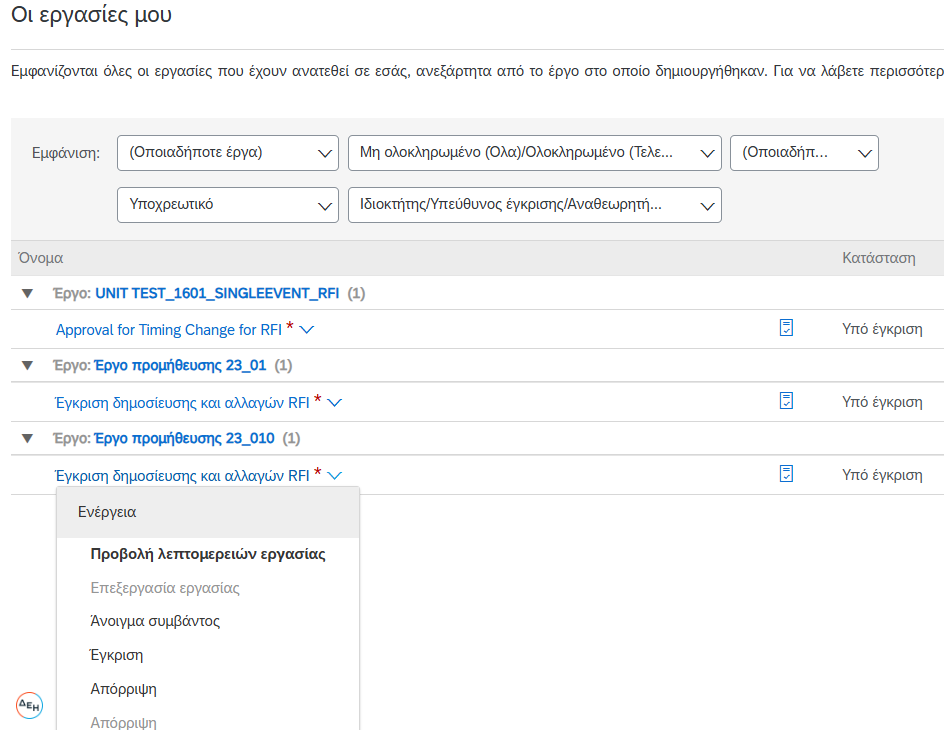 Οι εργασίες μου
Εμφανίζονται όλες οι εργασίες που έχουν ανατεθεί σε εσάς, ανεξάρτητα από το έργο στο οποίο δημιουργήθηκαν. Για να λάβετε περισσότερ
Εμφάνιση: (Οποιαδήποτε έργα) Μη ολοκληρωμένο (Όλα)/Ολοκληρωμένο (Τελε... (Οποιαδήπ...
Υποχρεωτικό Ιδιοκτήτης/Υπεύθυνος έγκρισης/Αναθεωρητή...
Όνομα Κατάσταση
▼ Έργο: UNIT TEST_1601_SINGLEEVENT_RFI (1)
Approval for Timing Change for RFI * Υπό έγκριση
▼ Έργο: Έργο προμήθευσης 23_01 (1)
Έγκριση δημοσίευσης και αλλαγών RFI * Υπό έγκριση
▼ Έργο: Έργο προμήθευσης 23_010 (1)
Έγκριση δημοσίευσης και αλλαγών RFI * Υπό έγκριση
Ενέργεια
Προβολή λεπτομερειών εργασίας
Επεξεργασία εργασίας
Άνοιγμα συμβάντος
Έγκριση
Απόρριψη
ΔΕΗ
Απόρριψη